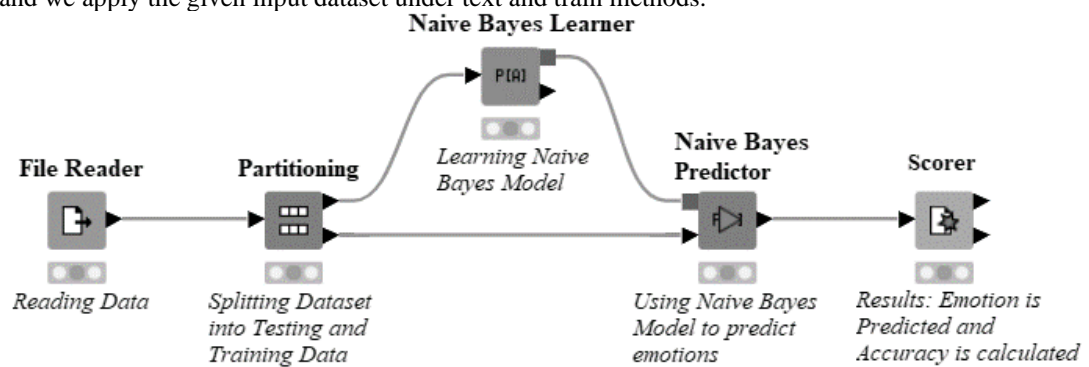 and we apply the given input dataset under text and train methods.
Naive Bayes Learner
P[A]
Learning Naive
Bayes Model
File Reader
Reading Data
Partitioning
Splitting Dataset
into Testing and
Training Data
Naive Bayes
Predictor
Using Naive Bayes
Model to predict
emotions
Scorer
Results: Emotion is
Predicted and
Accuracy is calculated